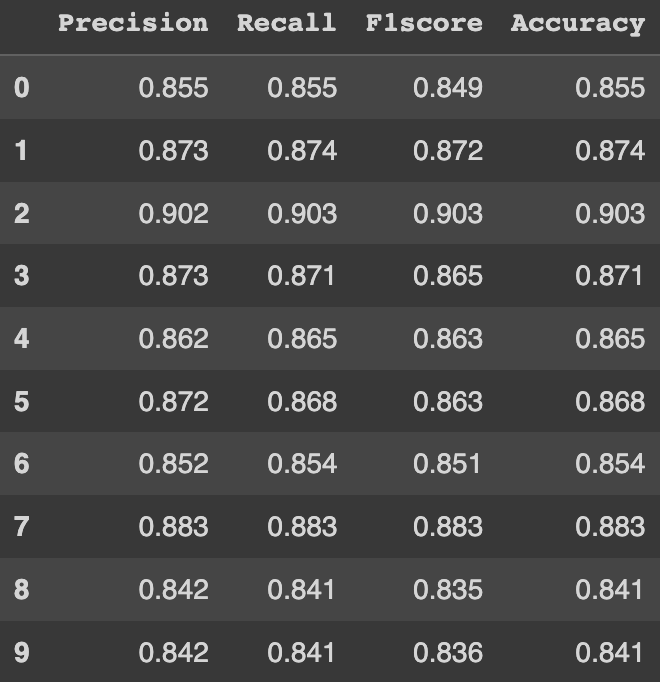 Precision Recall F1score Accuracy
0 0.855 0.855 0.849 0.855
1 0.873 0.874 0.872 0.874
2 0.902 0.903 0.903 0.903
3 0.873 0.871 0.865 0.871
4 0.862 0.865 0.863 0.865
5 0.872 0.868 0.863 0.868
6 0.852 0.854 0.851 0.854
7 0.883 0.883 0.883 0.883
8 0.842 0.841 0.835 0.841
9 0.842 0.841 0.836 0.841